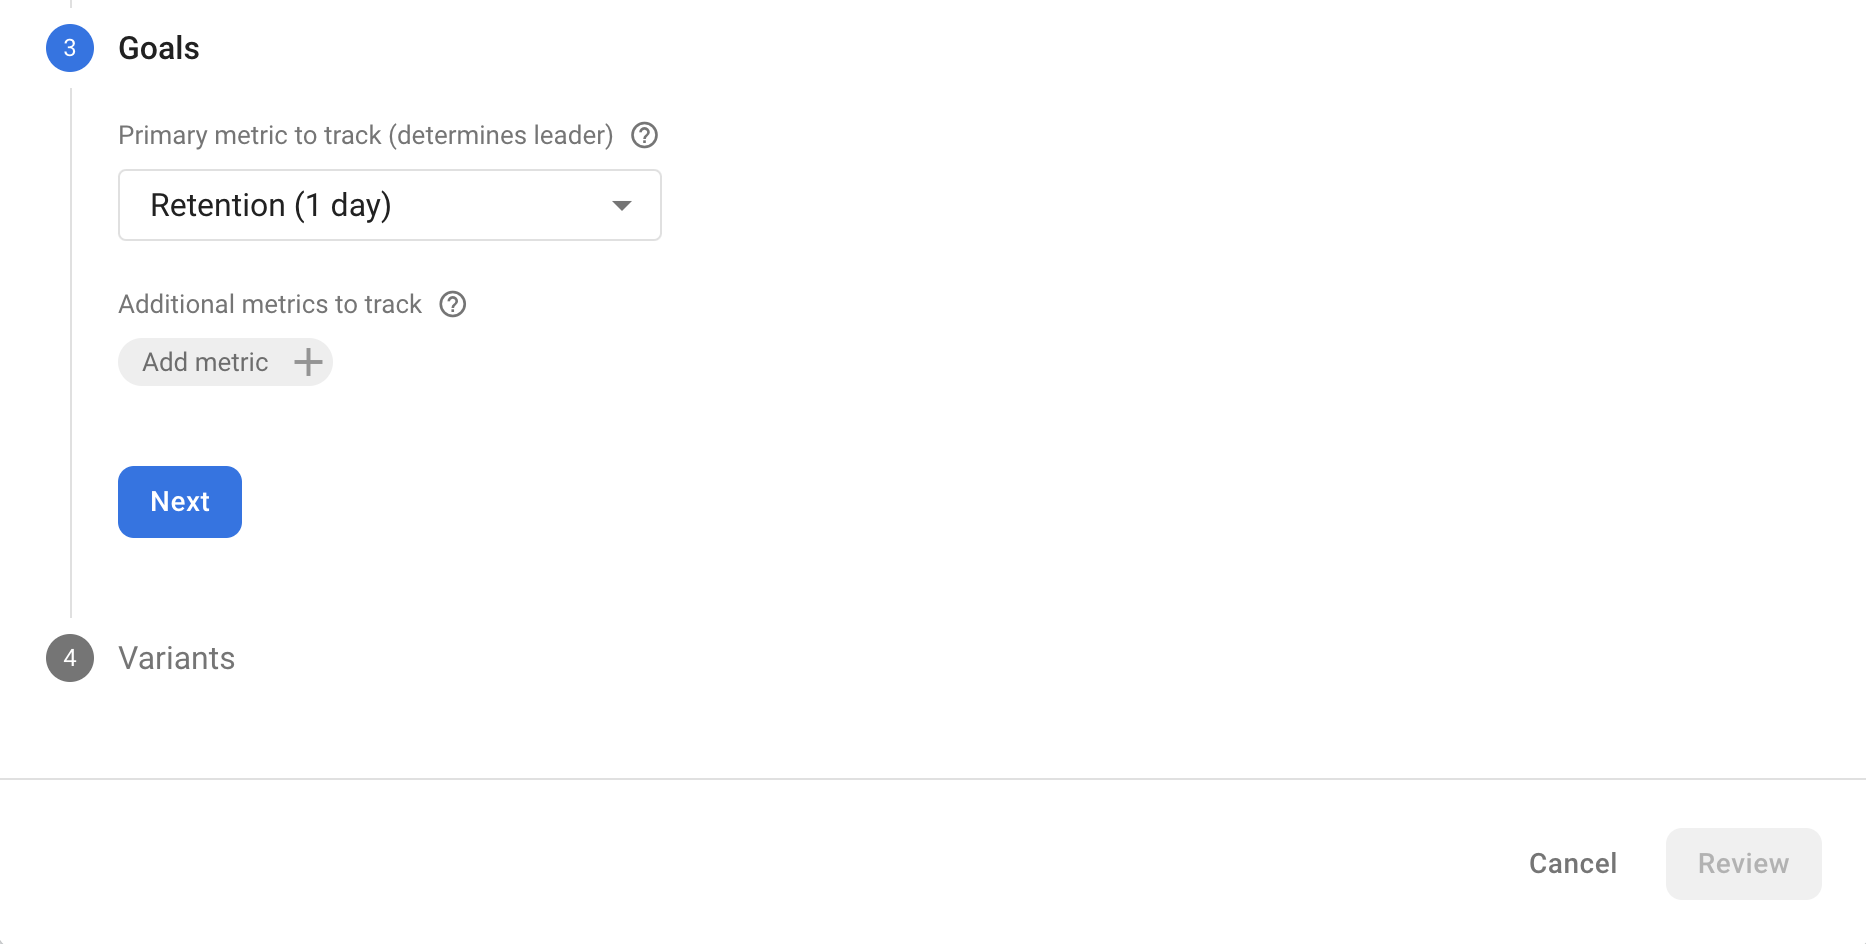 3 Goals
Primary metric to track (determines leader) ?
Retention (1 day)
Additional metrics to track ?
Add metric +
Next
4 Variants
Cancel Review